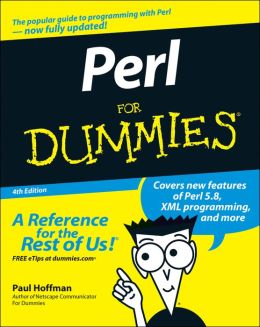 The popular guide to programming with Perl
— now fully updated!
Perl
FOR
DUMMIES®
4th Edition
Covers new features
of Perl 5.8,
XML programming,
and more
A Reference
for the
Rest of Us!®
FREE eTips at dummies.com®
Paul Hoffman
Author of Netscape Communicator
For Dummies